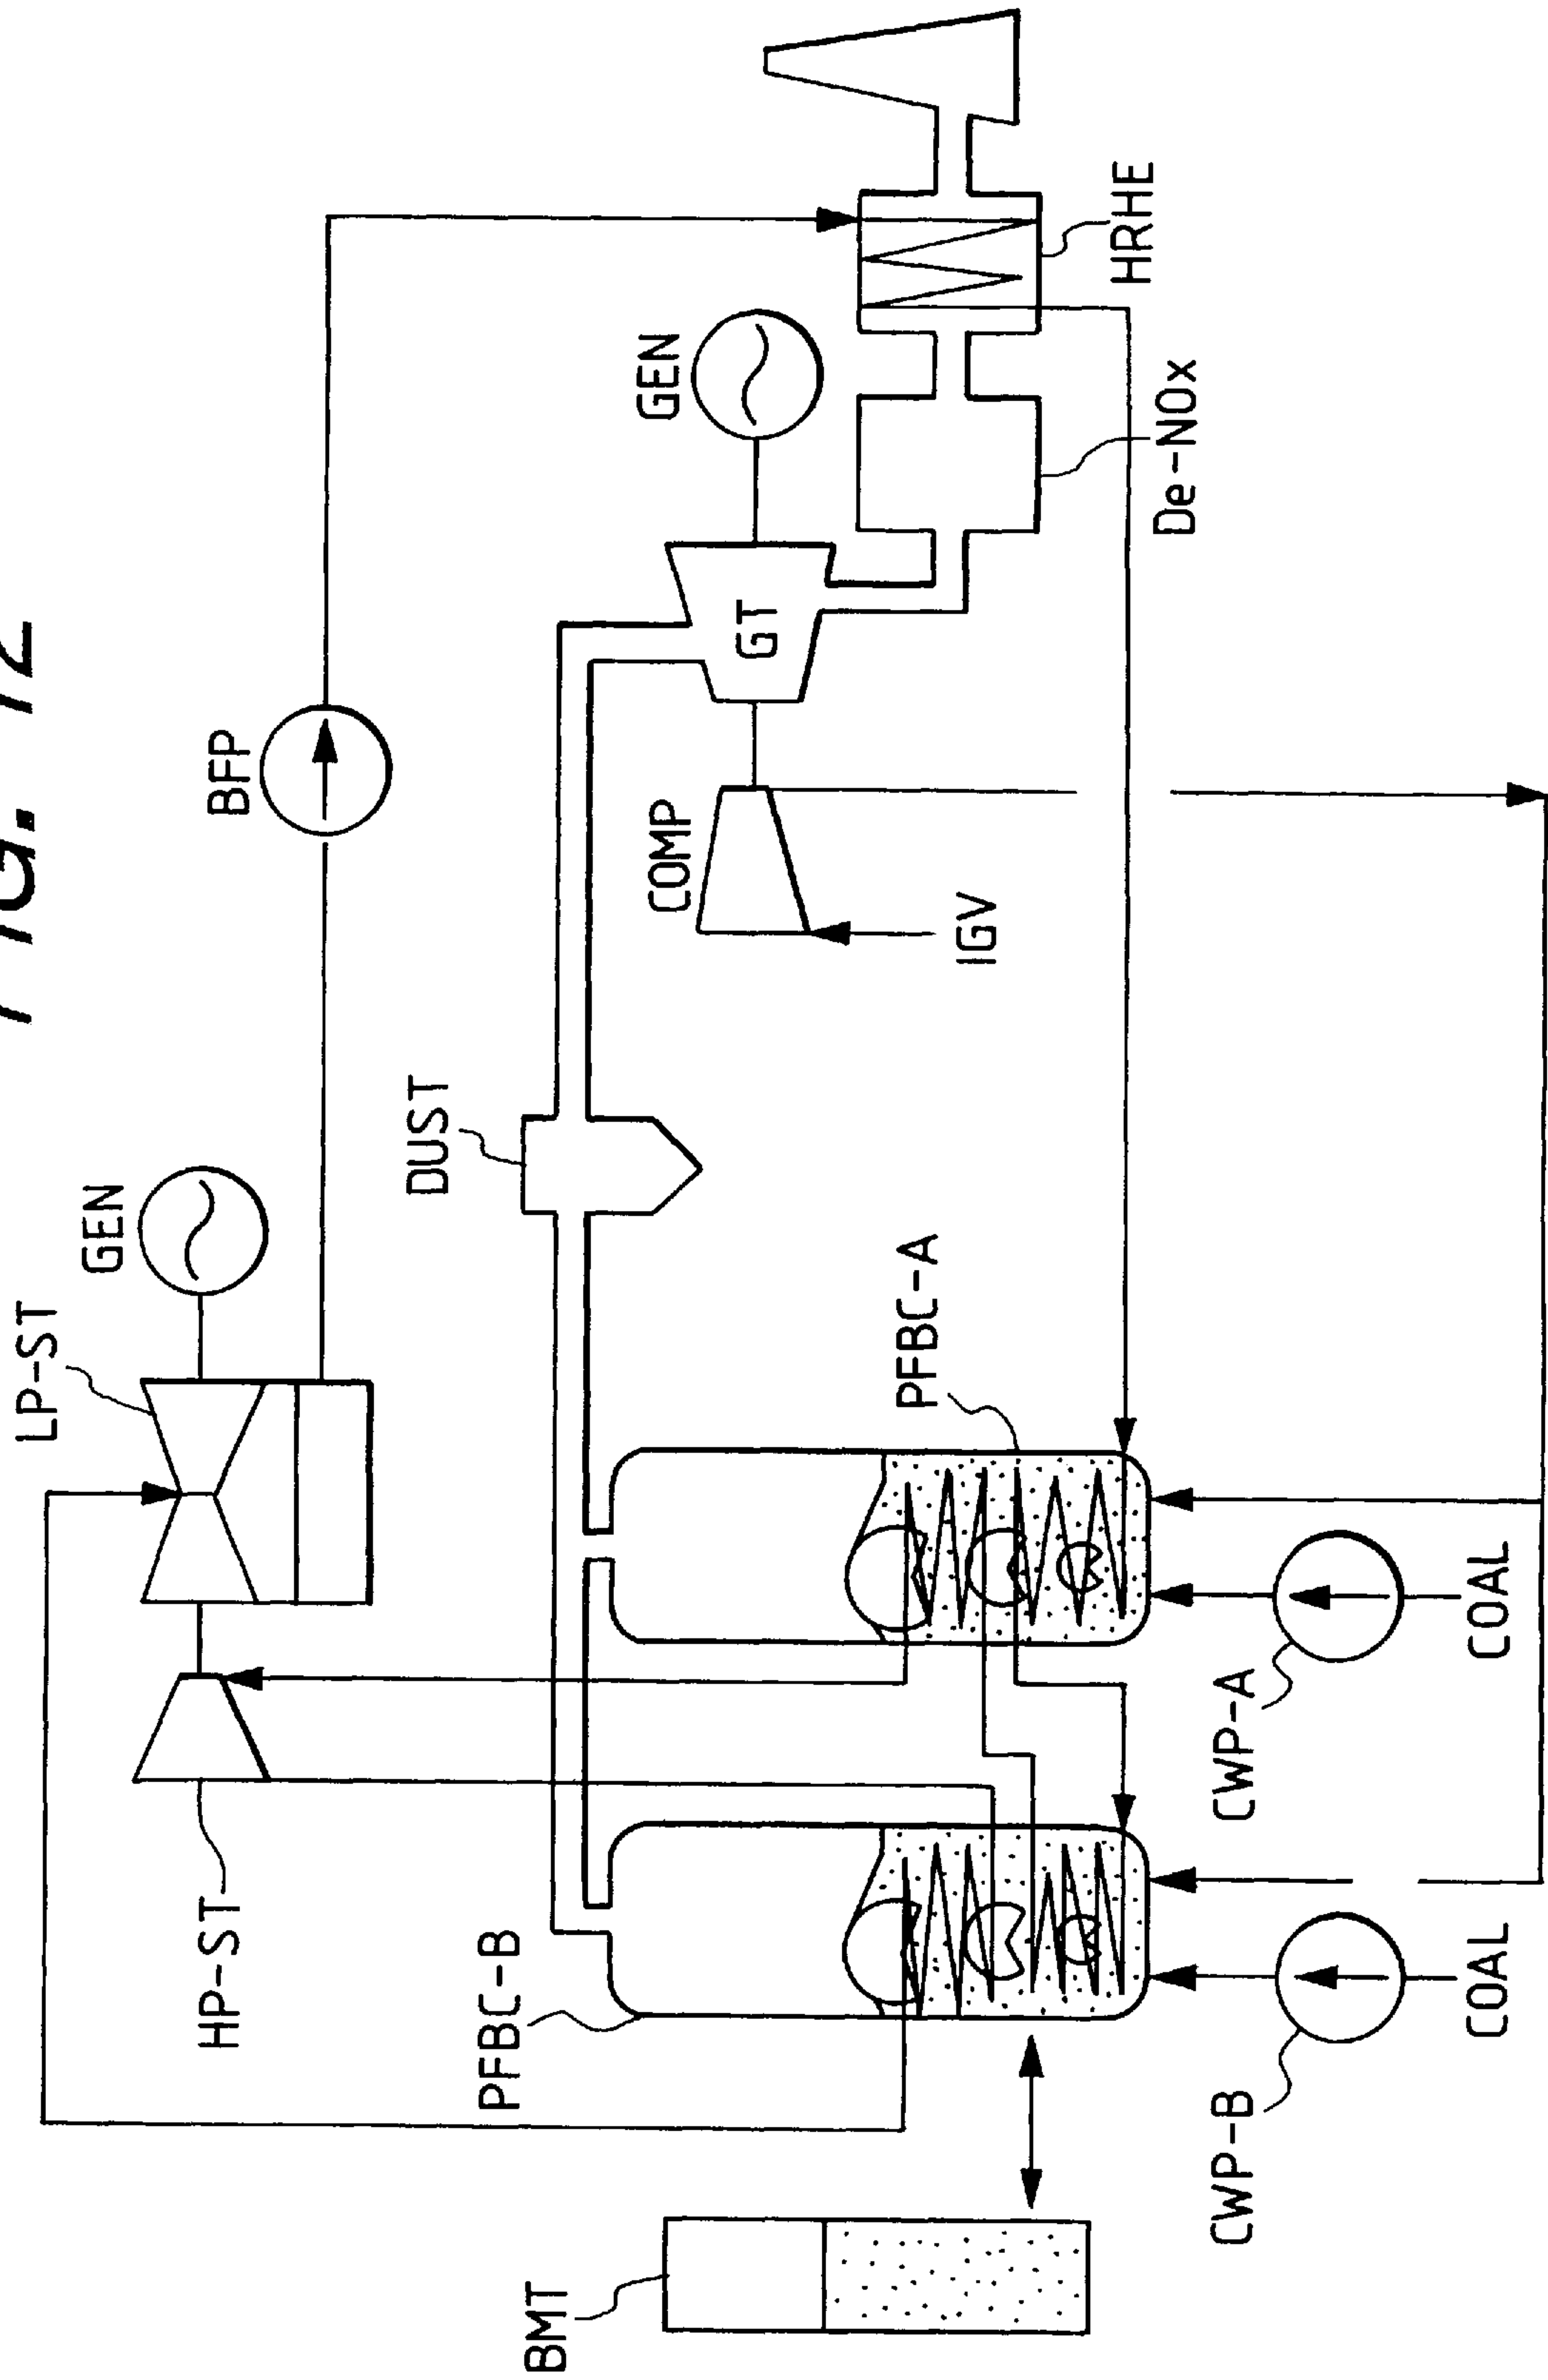 FIG. 12
LP-ST
GEN
BFP
HP-ST
DUST
GEN
PFBC-B
COMP
GT
BMT
PFBC-A
IGV
HRHE
De-NOx
CWP-B
CWP-A
COAL
COAL